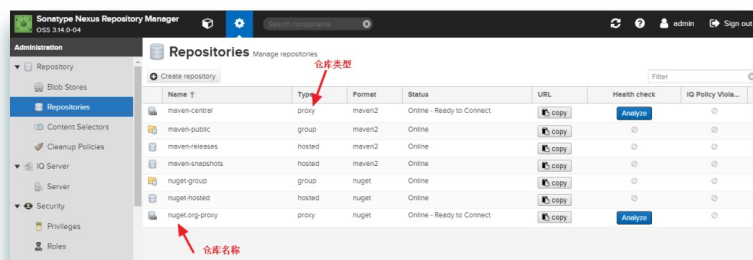 Sonatype Nexus Repository Manager
OSS 3.14.0-04
Search components
admin
Sign out
Administration
Repository
Blob Stores
Repositories
Content Selectors
Cleanup Policies
IQ Server
Server
Security
Privileges
Roles
Repositories Manage repositories
仓库类型
Create repository
Filter
Name Type Format Status URL Health check IQ Policy Viola...
maven-central proxy maven2 Online - Ready to Connect copy Analyze
maven-public group maven2 Online copy
maven-releases hosted maven2 Online copy
maven-snapshots hosted maven2 Online copy
nuget-group group nuget Online copy
nuget-hosted hosted nuget Online copy
nuget.org-proxy proxy nuget Online - Ready to Connect copy Analyze
仓库名称